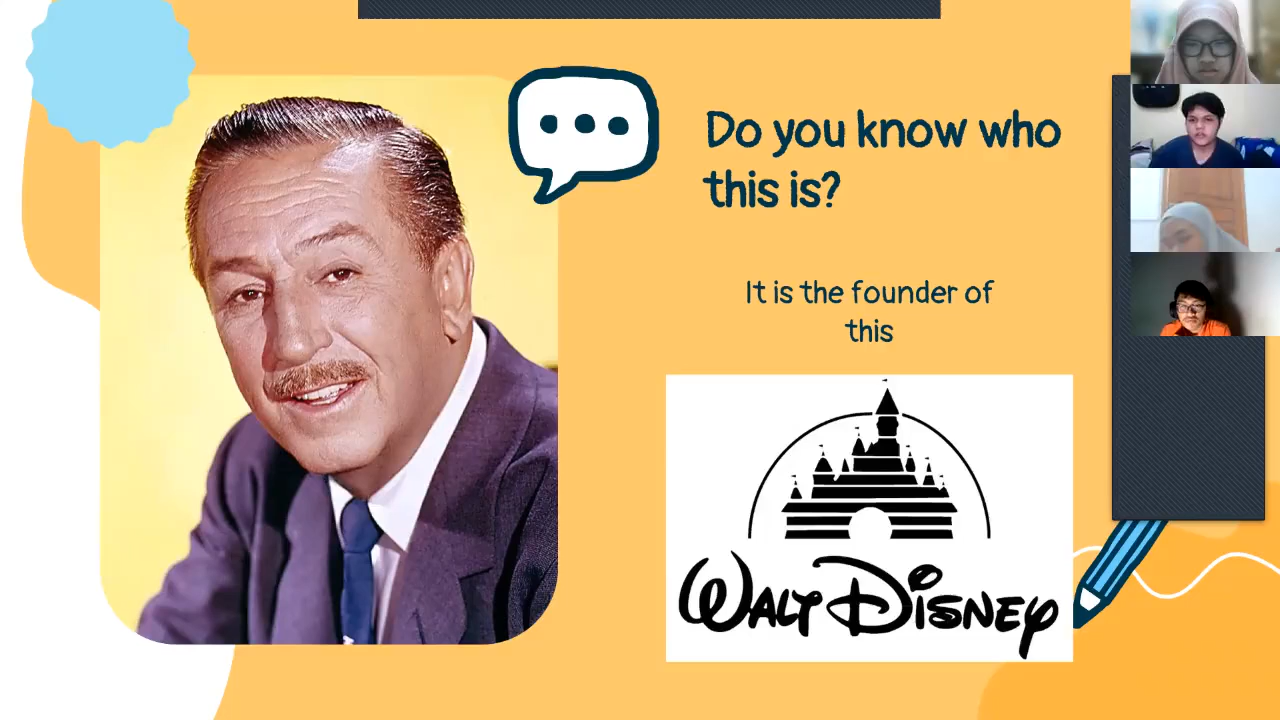 Do you know who
this is?
It is the founder of
this
WALT DISNEY